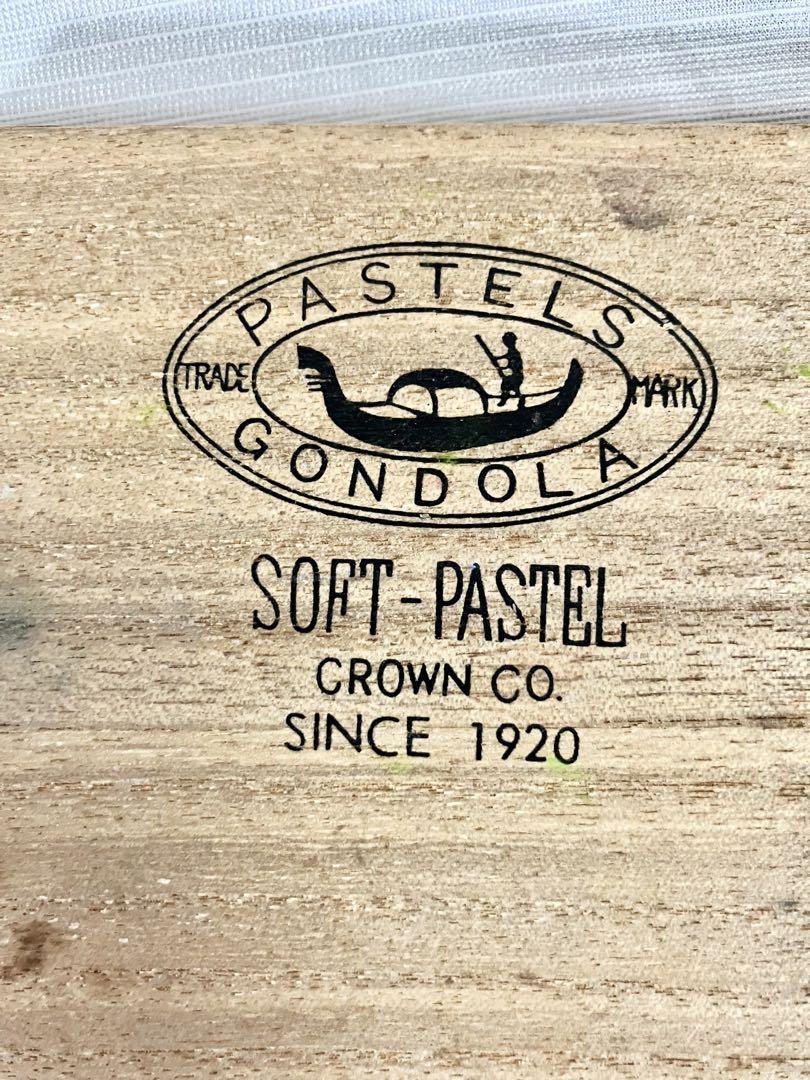 PASTELS
TRADE MARK
GONDOLA
SOFT-PASTEL
CROWN CO.
SINCE 1920